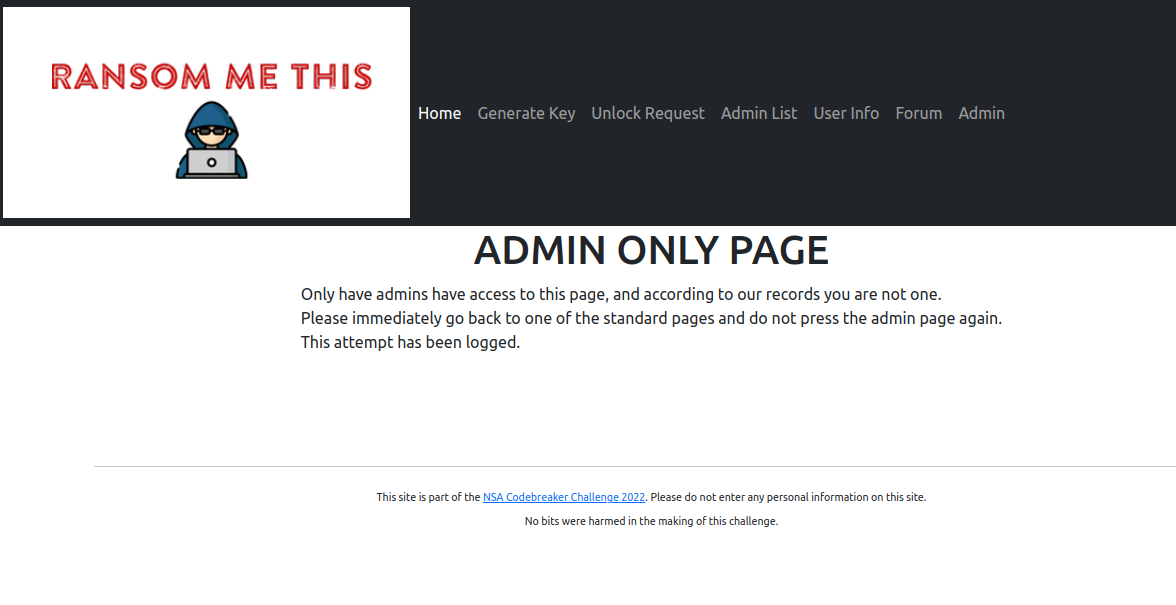 RANSOM ME THIS
Home Generate Key Unlock Request Admin List User Info Forum Admin
ADMIN ONLY PAGE
Only have admins have access to this page, and according to our records you are not one.
Please immediately go back to one of the standard pages and do not press the admin page again.
This attempt has been logged.
This site is part of the NSA Codebreaker Challenge 2022. Please do not enter any personal information on this site.
No bits were harmed in the making of this challenge.